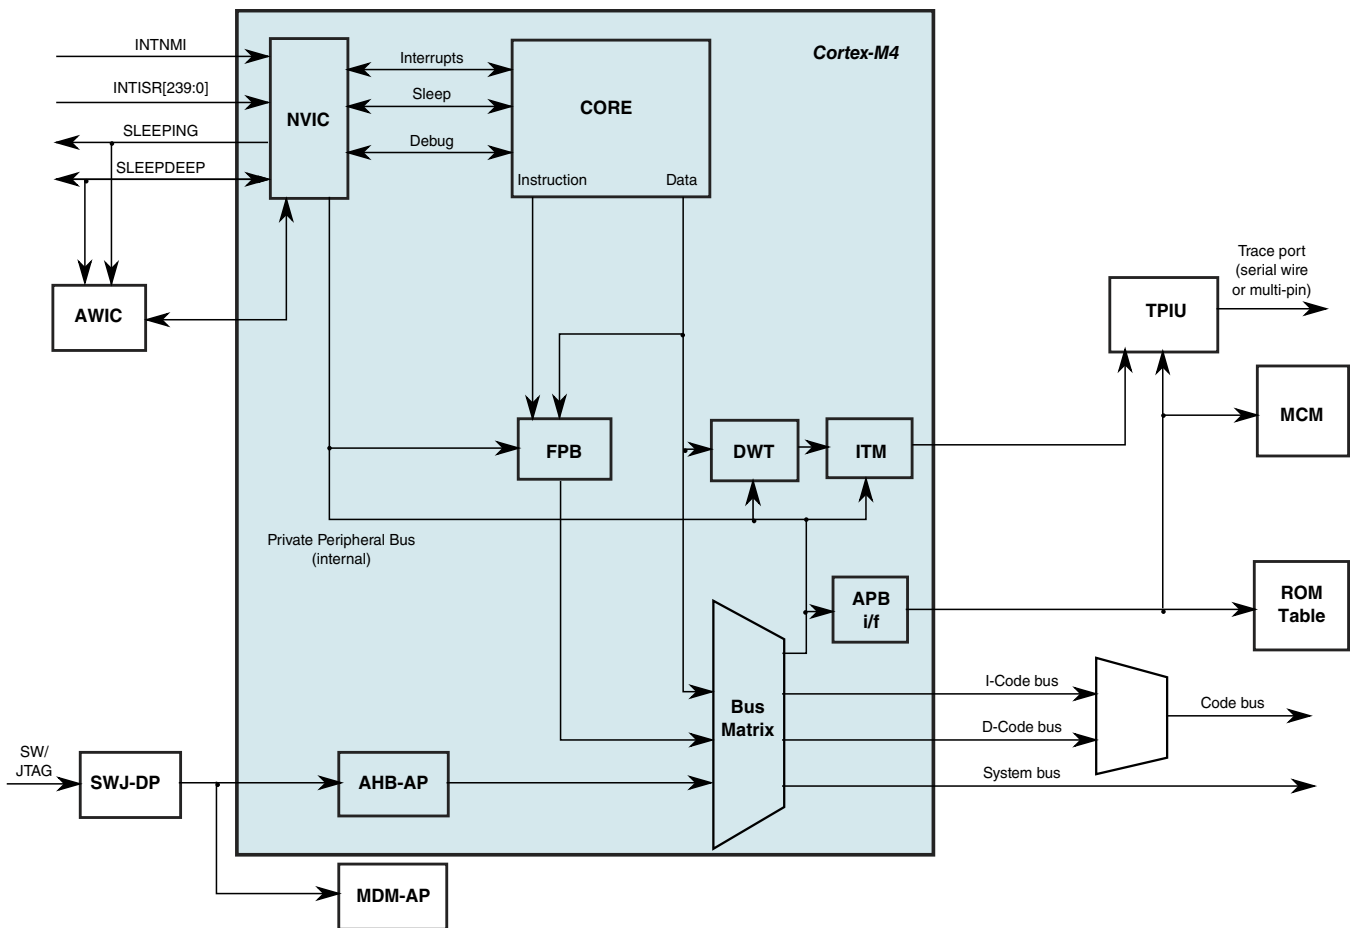 INTNMI
INTISR[239:0]
SLEEPING
SLEEPDEEP
AWIC
NVIC
Interrupts
Sleep
Debug
CORE
Instruction
Data
Cortex-M4
Trace port
(serial wire
or multi-pin)
TPIU
MCM
FPB
DWT
ITM
Private Peripheral Bus
(internal)
APB
i/f
ROM
Table
Bus
Matrix
I-Code bus
D-Code bus
System bus
Code bus
SW/
JTAG
SWJ-DP
AHB-AP
MDM-AP